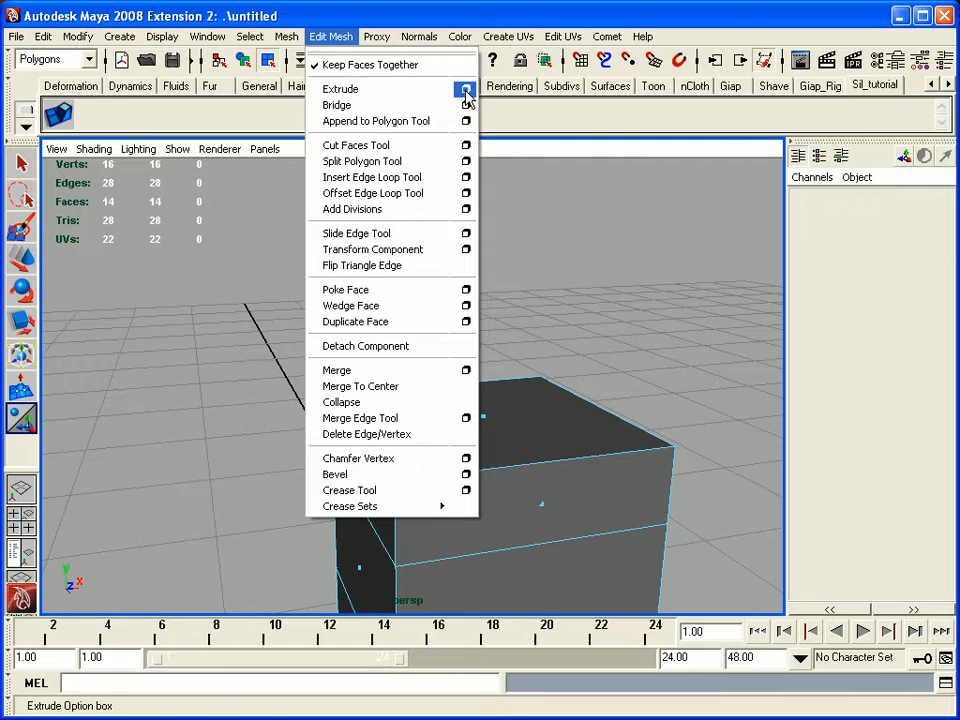 Autodesk Maya 2008 Extension 2: .\untitled
File Edit Modify Create Display Window Select Mesh Edit Mesh Proxy Normals Color Create UVs Edit UVs Comet Help
Polygons
Deformation Dynamics Fluids Fur General Hair Rendering Subdivs Surfaces Toon nCloth Giap Giap_Rig Sil_tutorial
View Shading Lighting Show Renderer Panels
Verts: 16 16 0
Edges: 28 28 0
Faces: 14 14 0
Tris: 28 28 0
UVs: 22 22 0
Keep Faces Together
Extrude
Bridge
Append to Polygon Tool
Cut Faces Tool
Split Polygon Tool
Insert Edge Loop Tool
Offset Edge Loop Tool
Add Divisions
Slide Edge Tool
Transform Component
Flip Triangle Edge
Poke Face
Wedge Face
Duplicate Face
Detach Component
Merge
Merge To Center
Collapse
Merge Edge Tool
Delete Edge/Vertex
Chamfer Vertex
Bevel
Crease Tool
Crease Sets
Channels Object
y
z x
persp
2 4 6 8 10 12 14 16 18 20 22 24
1.00
1.00 1.00 24 24.00 48.00 No Character Set
MEL
Extrude Option box